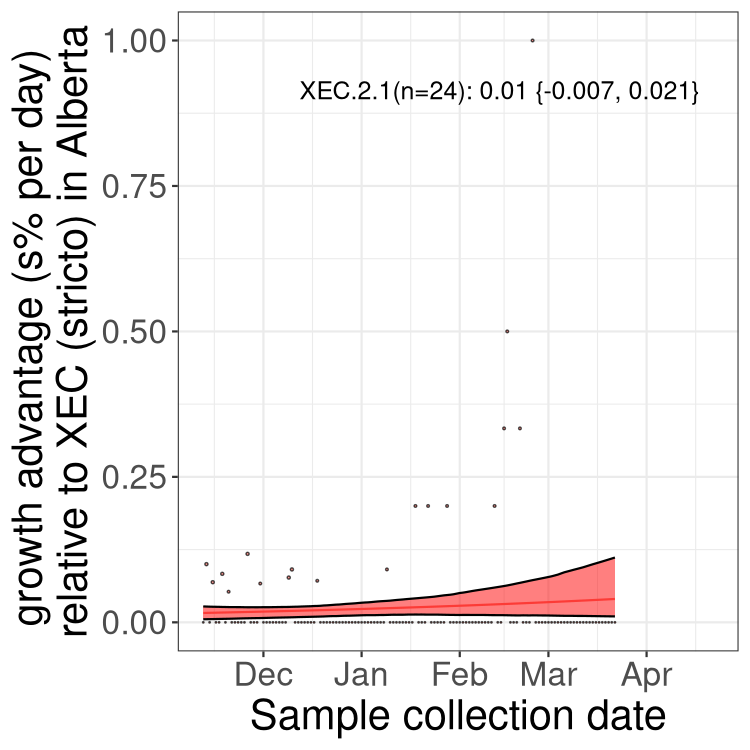 growth advantage (s% per day)
relative to XEC (stricto) in Alberta
1.00
0.75
0.50
0.25
0.00
XEC.2.1(n=24): 0.01 {-0.007, 0.021}
Dec Jan Feb Mar Apr
Sample collection date